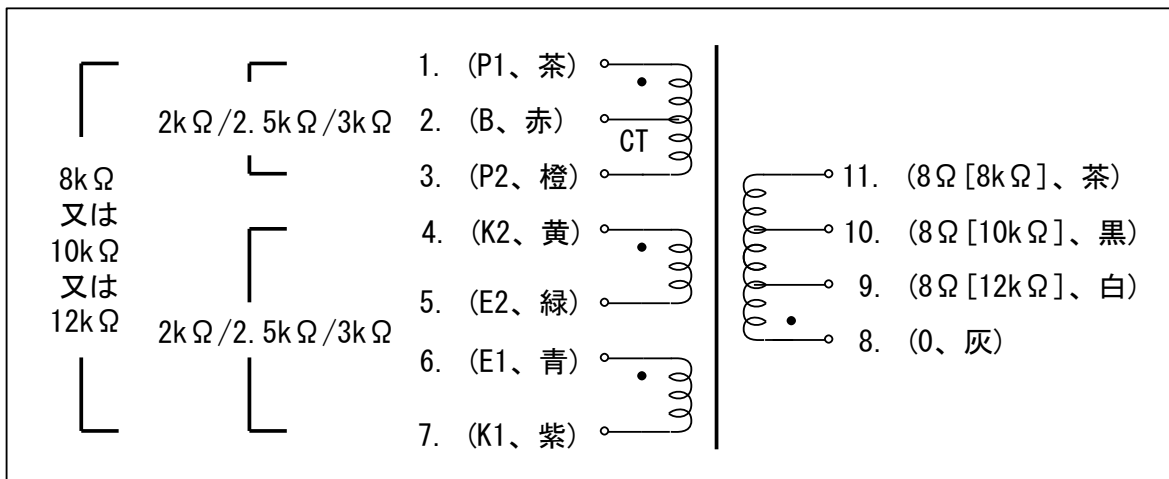 1. (P1、茶)
2kΩ/2.5kΩ/3kΩ
2. (B、赤)
CT
3. (P2、橙)
8kΩ
又は
10kΩ
又は
12kΩ
4. (K2、黄)
5. (E2、緑)
2kΩ/2.5kΩ/3kΩ
6. (E1、青)
7. (K1、紫)
11. (8Ω[8kΩ]、茶)
10. (8Ω[10kΩ]、黒)
9. (8Ω[12kΩ]、白)
8. (0、灰)